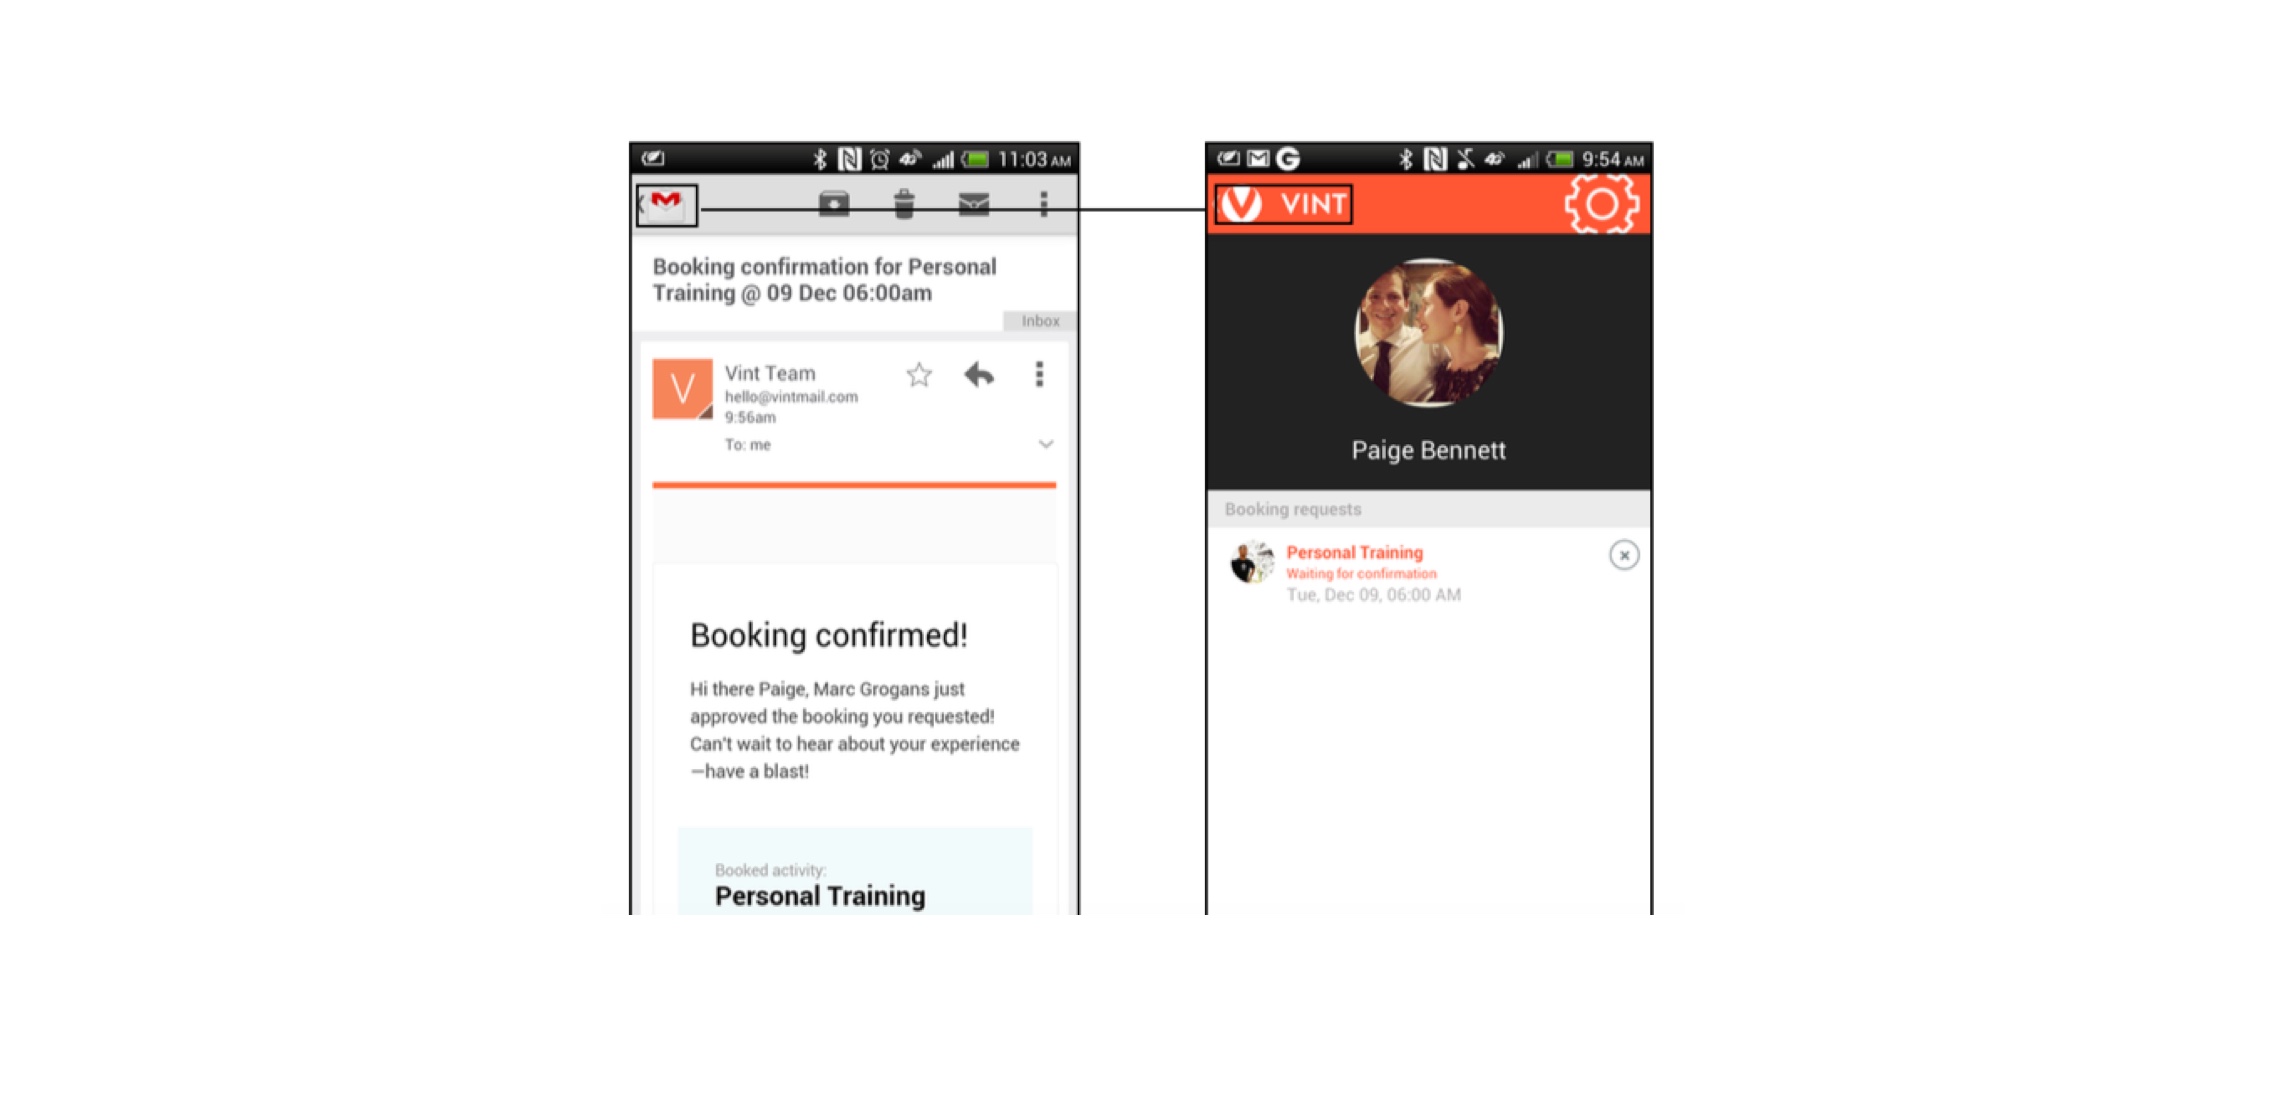 11:03 AM
Booking confirmation for Personal
Training @ 09 Dec 06:00am
Inbox
V
Vint Team
hello@vintmail.com
9:56am
To: me
Booking confirmed!
Hi there Paige, Marc Grogans just
approved the booking you requested!
Can't wait to hear about your experience
—have a blast!
Booked activity:
Personal Training
9:54 AM
VINT
Paige Bennett
Booking requests
Personal Training
Waiting for confirmation
Tue, Dec 09, 06:00 AM